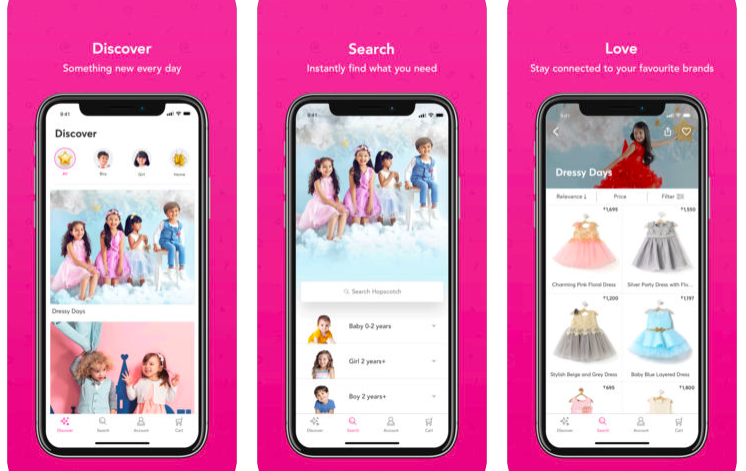 Discover
Something new every day
9:41
Discover
All
Boy
Girl
Home
Dressy Days
Discover
Search
Account
Cart
Search
Instantly find what you need
9:41
Search Hopscotch
Baby 0-2 years
Girl 2 years+
Boy 2 years+
Discover
Search
Account
Cart
Love
Stay connected to your favourite brands
9:41
Dressy Days
Relevance ↓ Price Filter
₹1,695 ₹1,550
Charming Pink Floral Dress Silver Party Dress with Flo...
₹1,200 ₹1,197
Stylish Beige and Grey Dress Baby Blue Layered Dress
₹695 ₹1,800
Discover
Search
Account
Cart